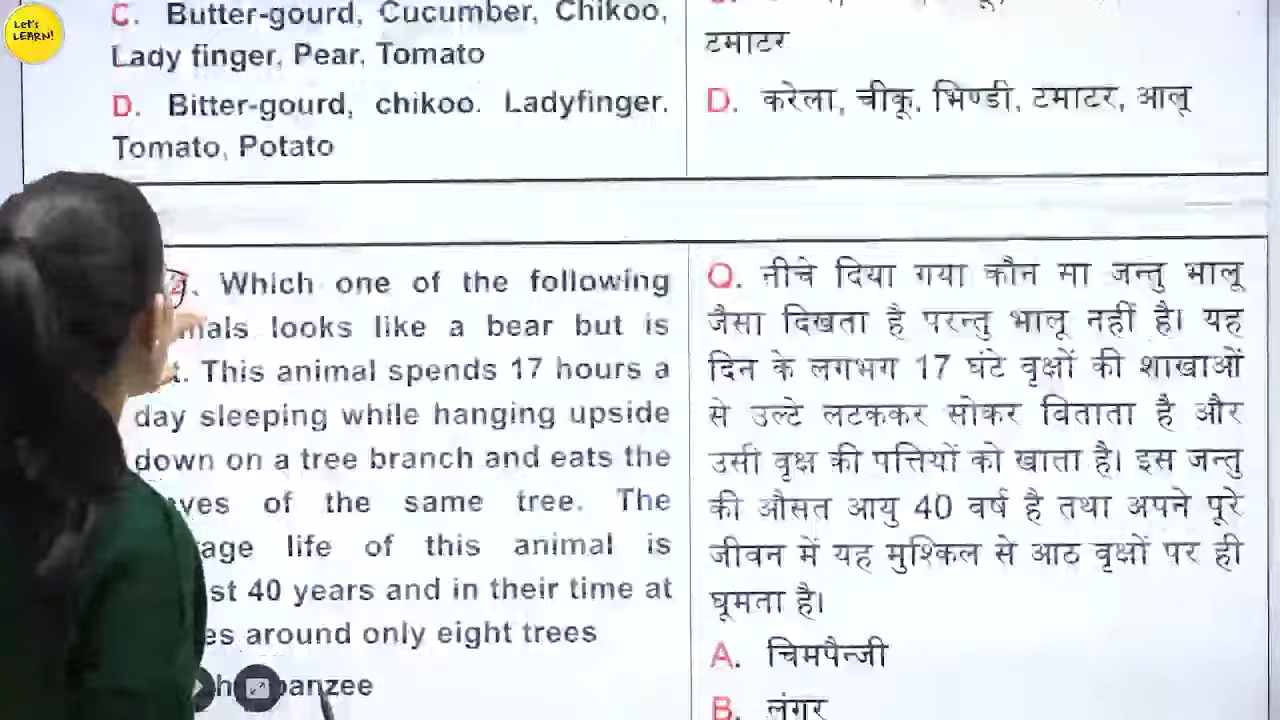 Let's
LEARN!
C. Butter-gourd, Cucumber, Chikoo,
Lady finger, Pear, Tomato
D. Bitter-gourd, chikoo. Ladyfinger.
Tomato, Potato
टमाटर
D. करेला, चीकू, भिण्डी, टमाटर, आलू
Which one of the following
looks like a bear but is
This animal spends 17 hours a
day sleeping while hanging upside
down on a tree branch and eats the
of the same tree. The
life of this animal is
40 years and in their time at
around only eight trees
Q. नीचे दिया गया कौन मा जन्तु भालू
जैसा दिखता है परन्तु भालू नहीं है। यह
दिन के लगभग 17 घंटे वृक्षों की शाखाओं
से उल्टे लटककर सोकर विताता है और
उसी वृक्ष की पत्तियों को खाता है। इस जन्तु
की औसत आयु 40 वर्ष है तथा अपने पूरे
जीवन में यह मुश्किल से आठ वृक्षों पर ही
घूमता है।
A. चिमपैन्जी
B. लंगूर